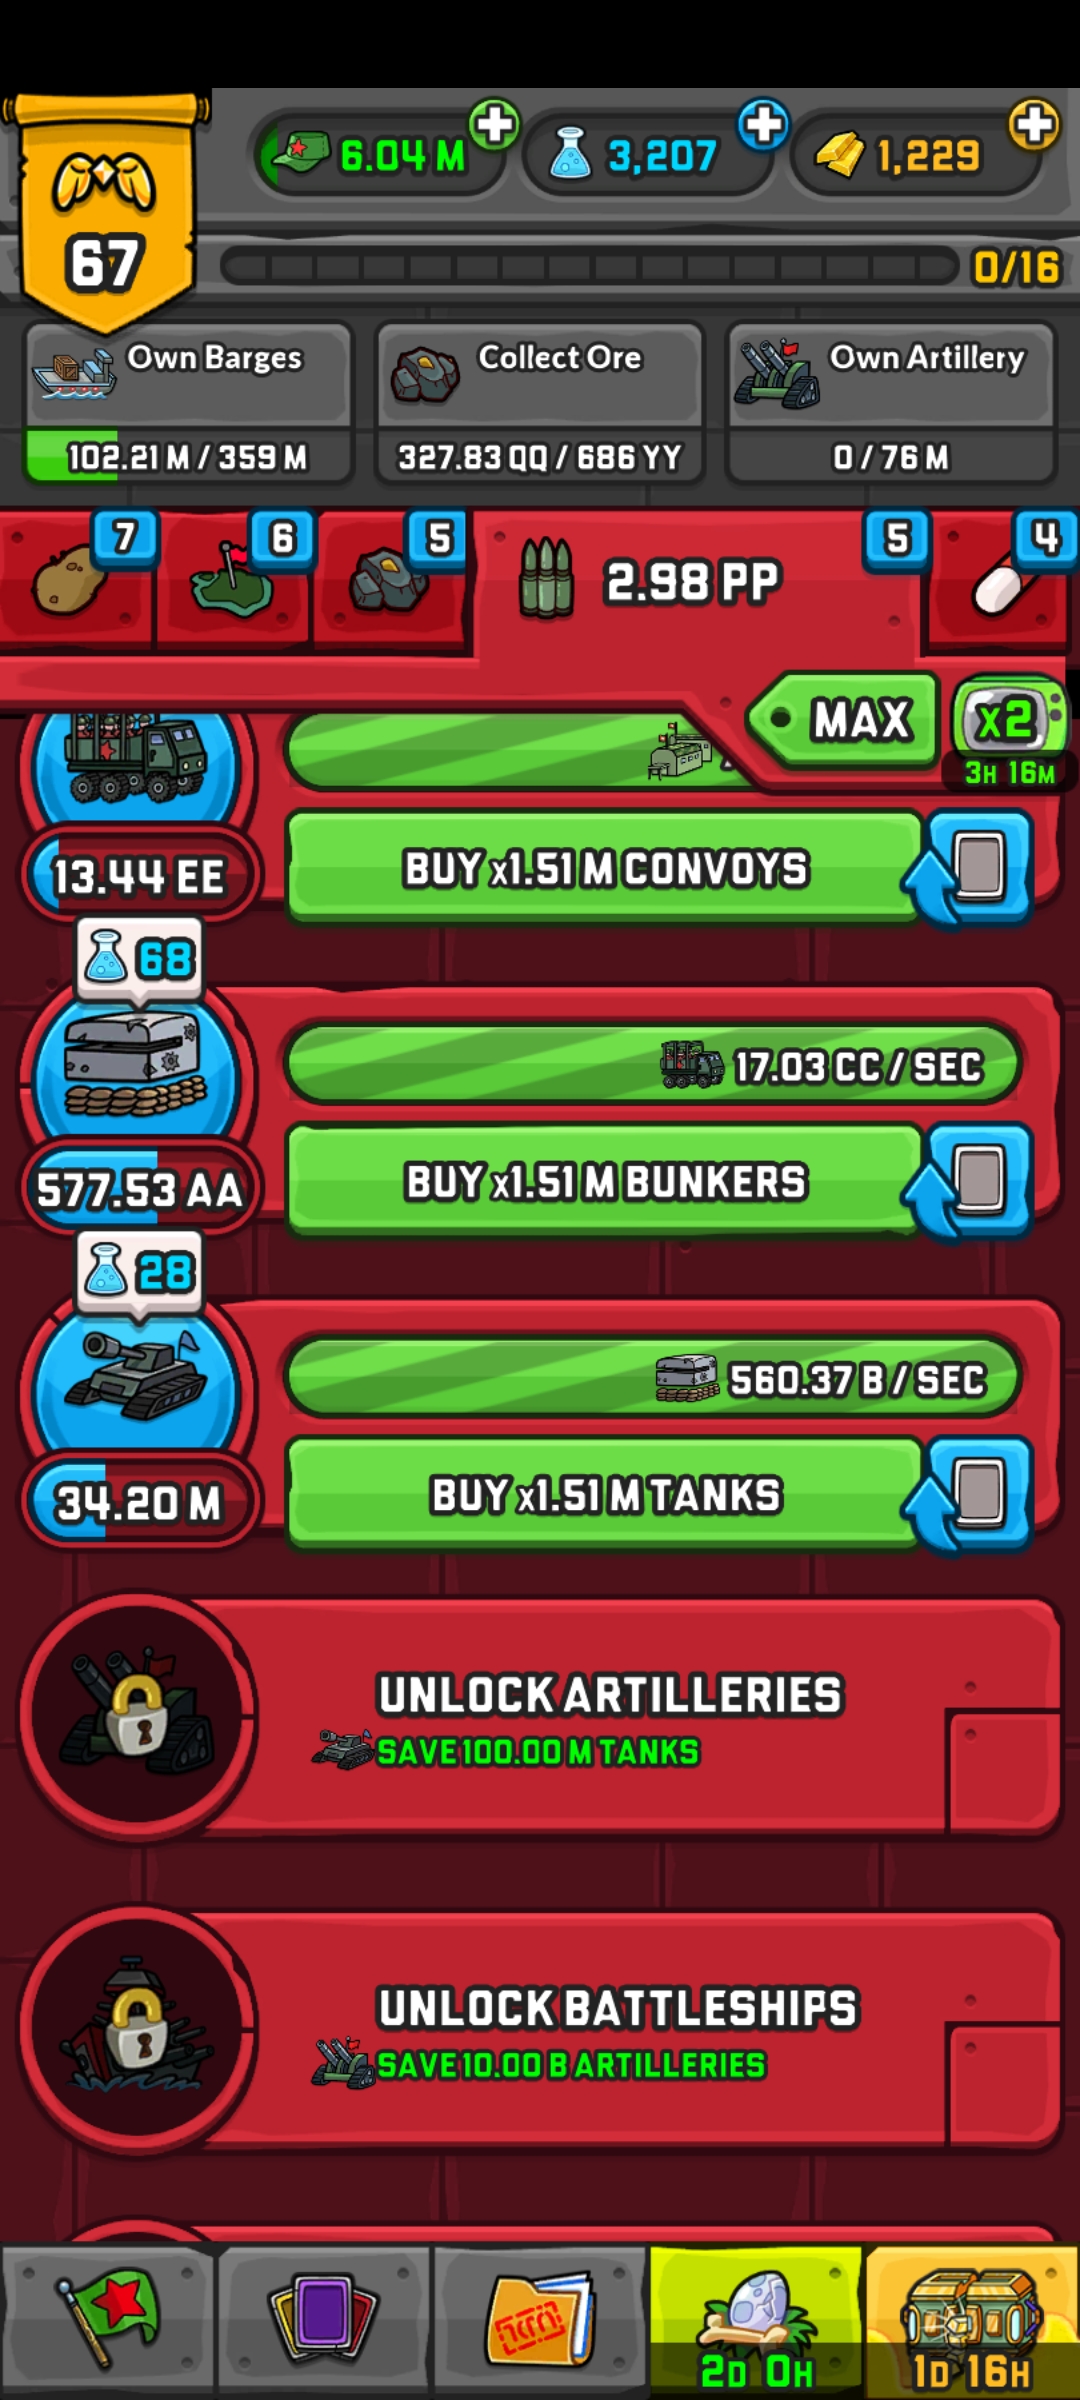 6.04 M
3,207
1,229
67
0/16
Own Barges
Collect Ore
Own Artillery
102.21 M / 359 M
327.83 QQ / 686 YY
0 / 76 M
7
6
5
2.98 PP
5
4
MAX
x2
3H 16M
13.44 EE
BUY x1.51 M CONVOYS
68
17.03 CC / SEC
577.53 AA
BUY x1.51 M BUNKERS
28
560.37 B / SEC
34.20 M
BUY x1.51 M TANKS
UNLOCK ARTILLERIES
SAVE 100.00 M TANKS
UNLOCK BATTLESHIPS
SAVE 10.00 B ARTILLERIES
2D 0H
1D 16H